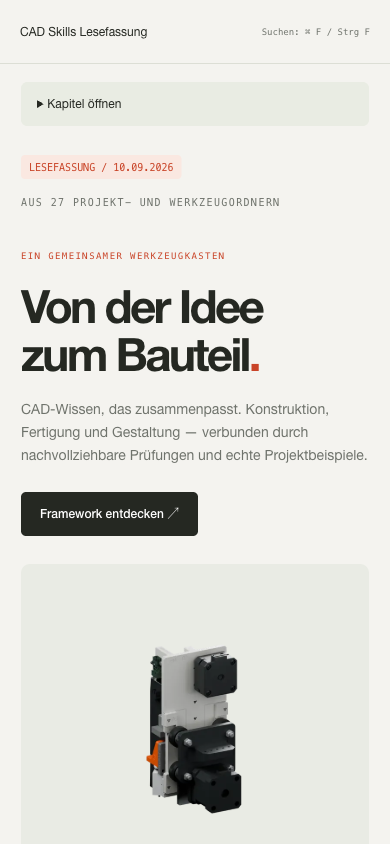 CAD Skills Lesefassung
Suchen: ⌘ F / Strg F
▶ Kapitel öffnen
LESEFASSUNG / 10.09.2026
AUS 27 PROJEKT– UND WERKZEUGORDNERN
EIN GEMEINSAMER WERKZEUGKASTEN
Von der Idee
zum Bauteil.
CAD-Wissen, das zusammenpasst. Konstruktion,
Fertigung und Gestaltung — verbunden durch
nachvollziehbare Prüfungen und echte Projektbeispiele.
Framework entdecken ↗